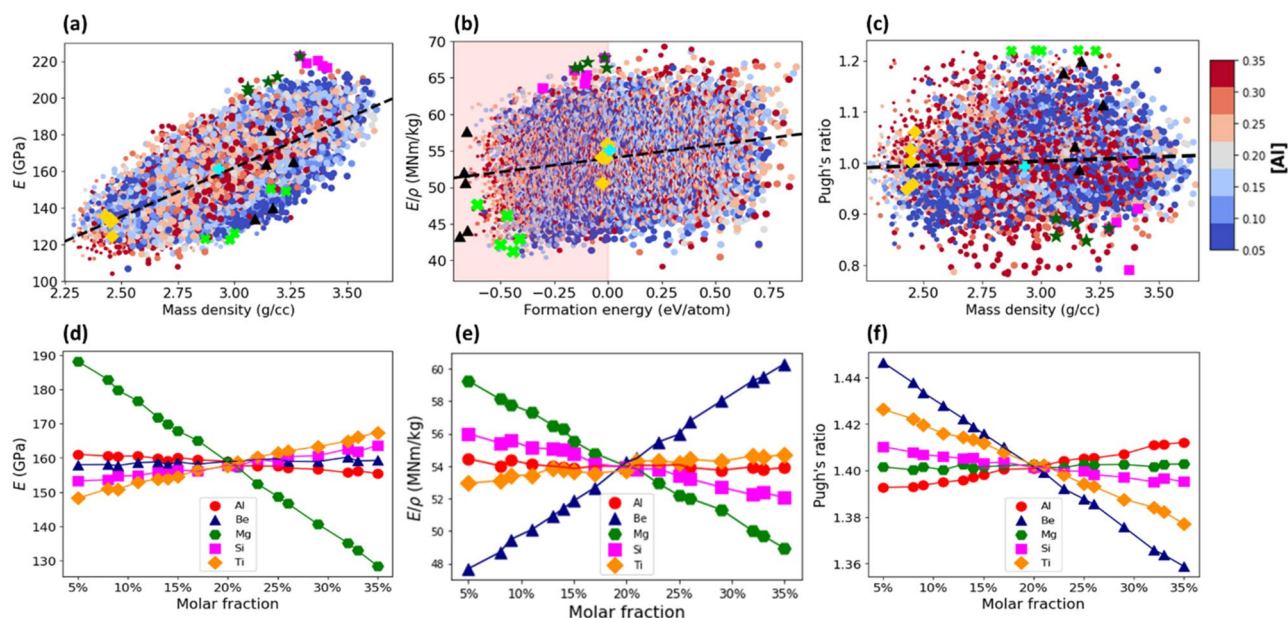 (a)
(b)
(c)
E (GPa)
220
200
180
160
140
120
100
2.25 2.50 2.75 3.00 3.25 3.50
Mass density (g/cc)
E/ρ (MNm/kg)
70
65
60
55
50
45
40
−0.50 −0.25 0.00 0.25 0.50 0.75
Formation energy (eV/atom)
Pugh's ratio
1.2
1.1
1.0
0.9
0.8
2.50 2.75 3.00 3.25 3.50
Mass density (g/cc)
0.35
0.30
0.25
0.20
0.15
0.10
0.05
[Al]
(d)
(e)
(f)
E (GPa)
190
180
170
160
150
140
130
Al
Be
Mg
Si
Ti
5% 10% 15% 20% 25% 30% 35%
Molar fraction
E/ρ (MNm/kg)
60
58
56
54
52
50
48
Al
Be
Mg
Si
Ti
5% 10% 15% 20% 25% 30% 35%
Molar fraction
Pugh's ratio
1.44
1.42
1.40
1.38
1.36
Al
Be
Mg
Si
Ti
5% 10% 15% 20% 25% 30% 35%
Molar fraction